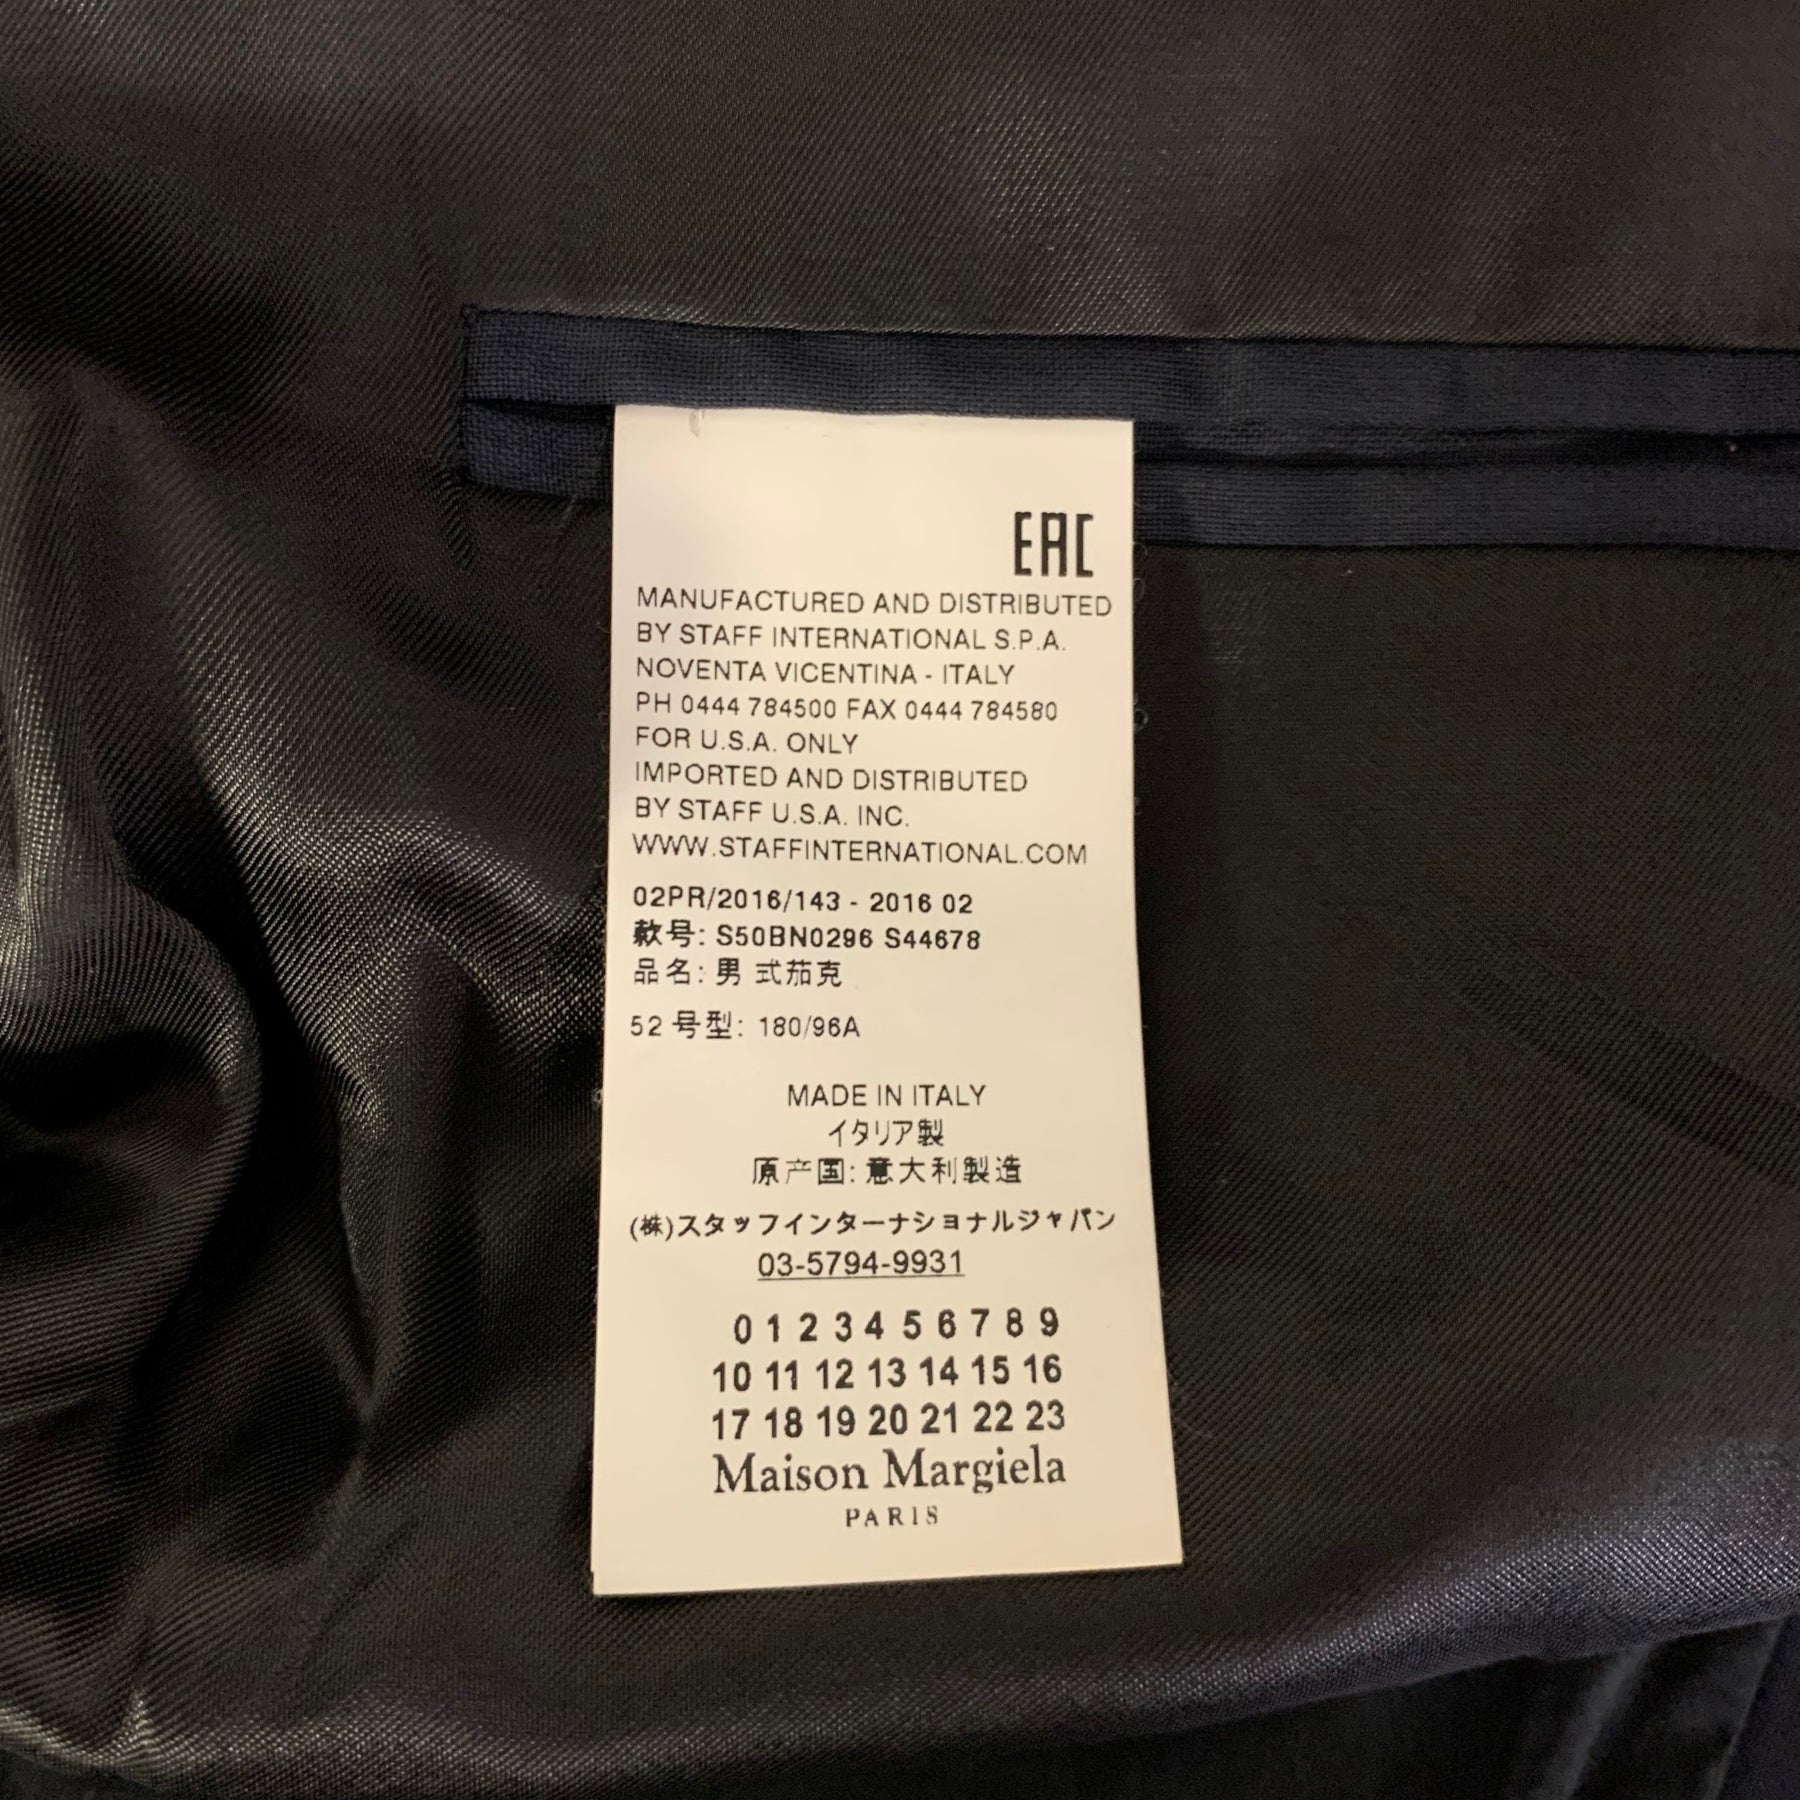 EAC
MANUFACTURED AND DISTRIBUTED
BY STAFF INTERNATIONAL S.P.A.
NOVENTA VICENTINA - ITALY
PH 0444 784500 FAX 0444 784580
FOR U.S.A. ONLY
IMPORTED AND DISTRIBUTED
BY STAFF U.S.A. INC.
WWW.STAFFINTERNATIONAL.COM
02PR/2016/143 - 2016 02
款号: S50BN0296 S44678
品名: 男 式茄克
52 号型: 180/96A
MADE IN ITALY
イタリア製
原产国: 意大利製造
(株)スタッフインターナショナルジャパン
03-5794-9931
0 1 2 3 4 5 6 7 8 9
10 11 12 13 14 15 16
17 18 19 20 21 22 23
Maison Margiela
PARIS